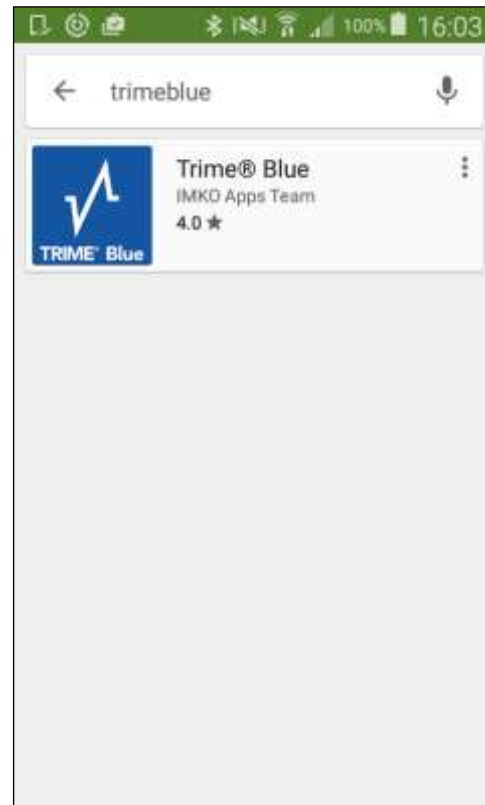 100% 16:03
trimeblue
Trime® Blue
IMKO Apps Team
4.0 ★
TRIME® Blue